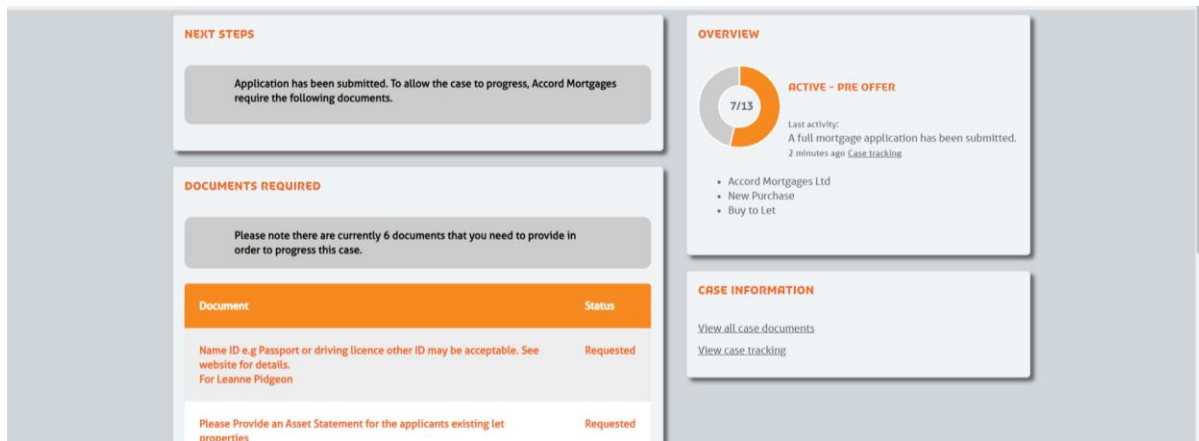 NEXT STEPS
Application has been submitted. To allow the case to progress, Accord Mortgages
require the following documents.
DOCUMENTS REQUIRED
Please note there are currently 6 documents that you need to provide in
order to progress this case.
Document Status
Name ID e.g Passport or driving licence other ID may be acceptable. See Requested
website for details.
For Leanne Pidgeon
Please Provide an Asset Statement for the applicants existing let Requested
properties
OVERVIEW
7/13
ACTIVE - PRE OFFER
Last activity:
A full mortgage application has been submitted.
2 minutes ago Case tracking
• Accord Mortgages Ltd
• New Purchase
• Buy to Let
CASE INFORMATION
View all case documents
View case tracking